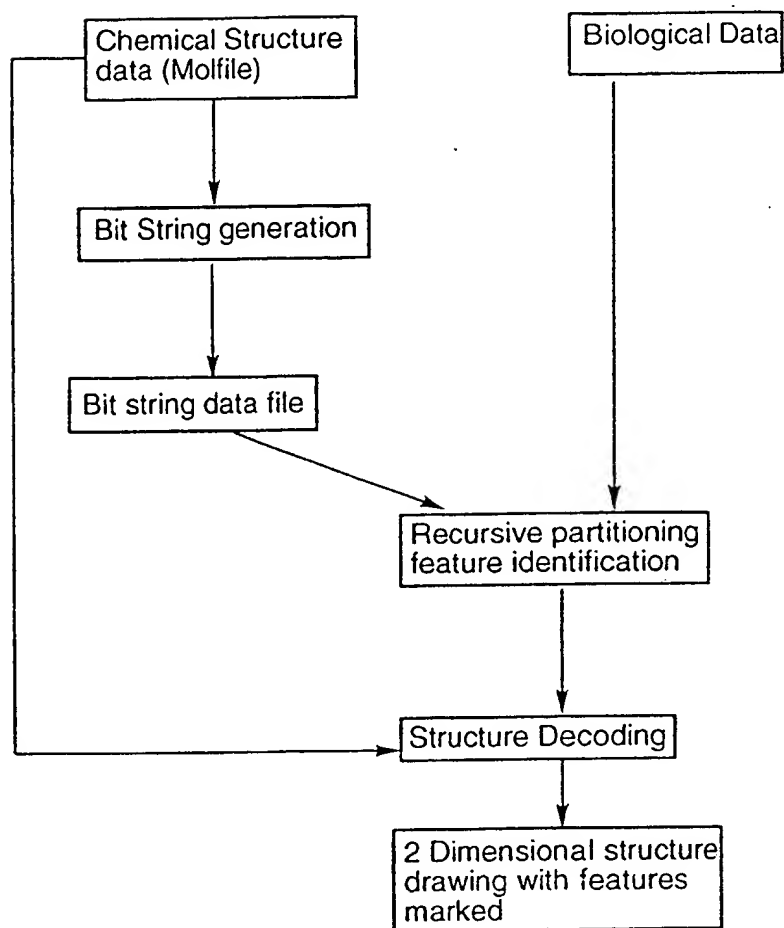 Chemical Structure
data (Molfile)
Biological Data
Bit String generation
Bit string data file
Recursive partitioning
feature identification
Structure Decoding
2 Dimensional structure
drawing with features
marked